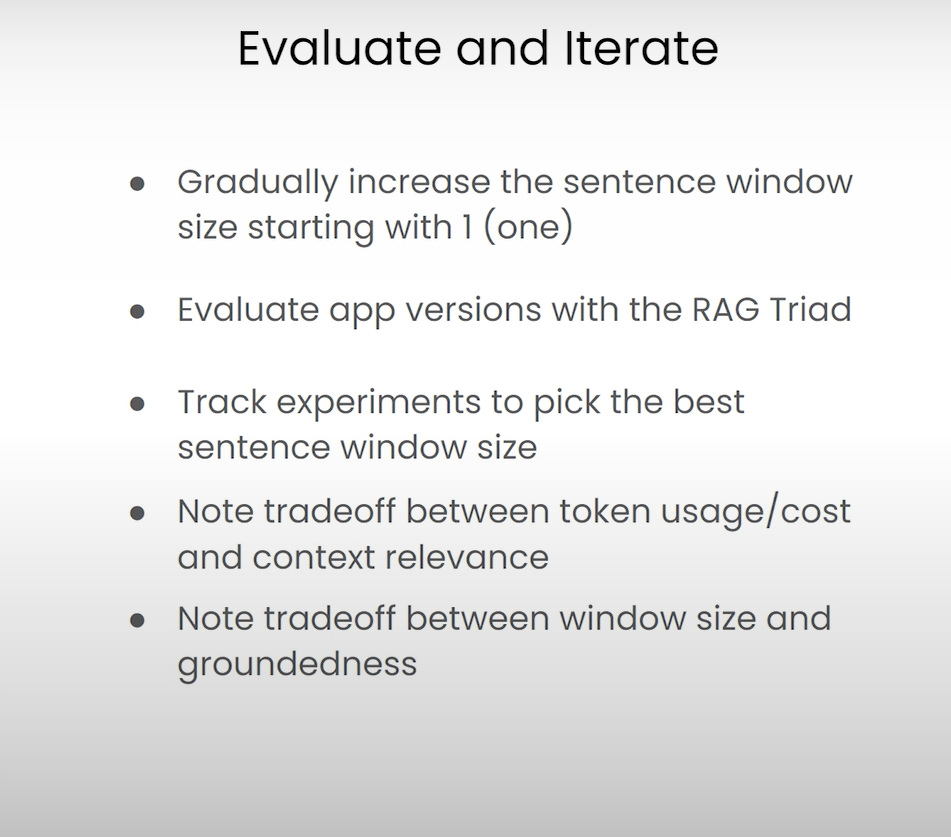 Evaluate and Iterate
● Gradually increase the sentence window
size starting with 1 (one)
● Evaluate app versions with the RAG Triad
● Track experiments to pick the best
sentence window size
● Note tradeoff between token usage/cost
and context relevance
● Note tradeoff between window size and
groundedness